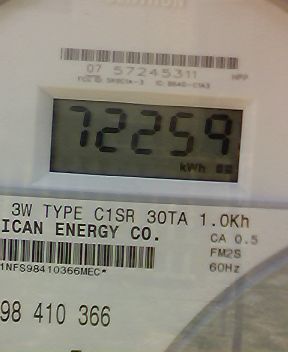 07 57245311
72259
kWh
3W TYPE C1SR 30TA 1.0Kh
ICAN ENERGY CO.
CA 0.5
FM2S
60Hz
1NFS98410366MEC*
98 410 366